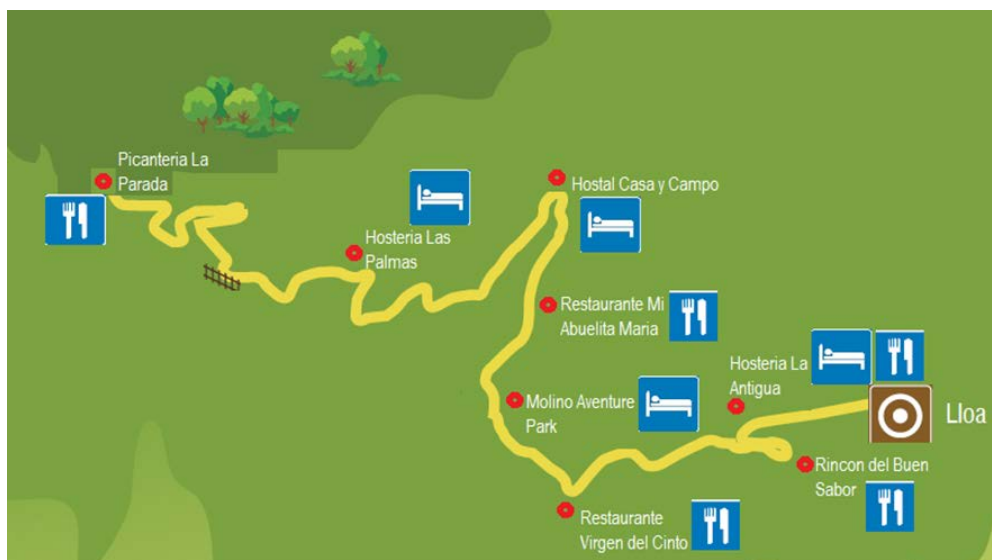 Picanteria La
Parada
Hostal Casa y Campo
Hosteria Las
Palmas
Restaurante Mi
Abuelita Maria
Hosteria La
Antigua
Molino Aventure
Park
Lloa
Rincon del Buen
Sabor
Restaurante
Virgen del Cinto